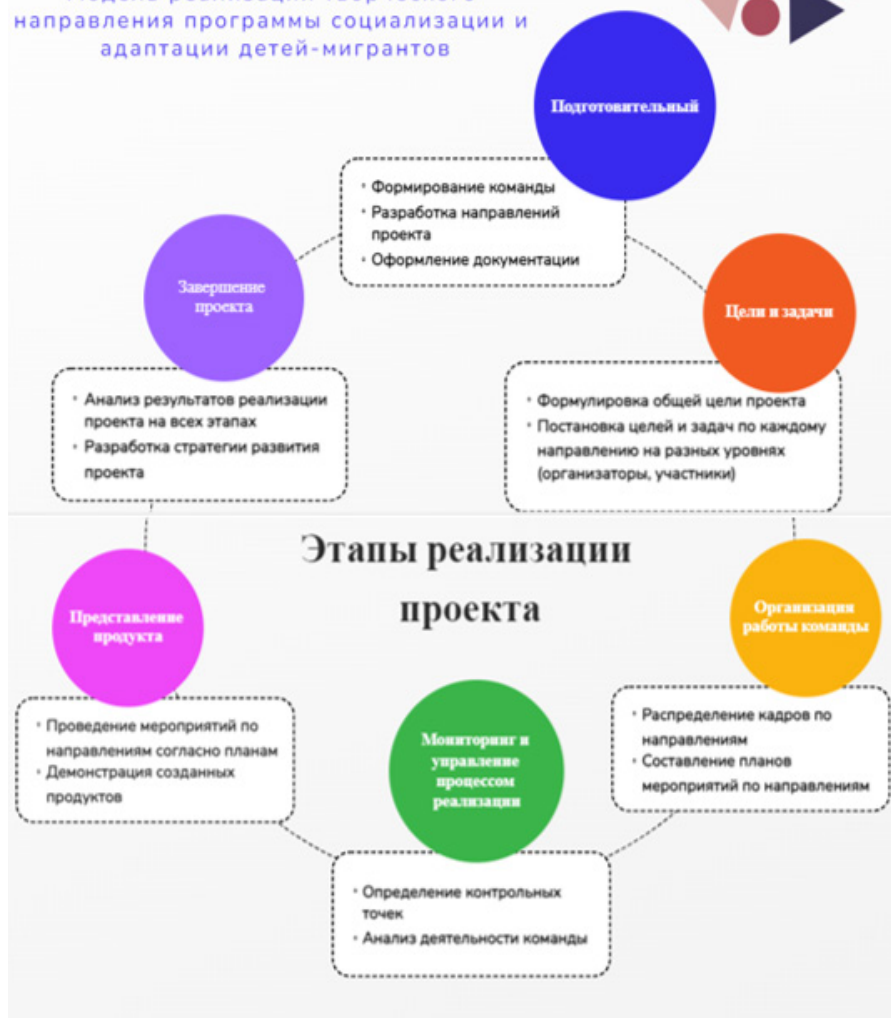 направления программы социализации и
адаптации детей-мигрантов
Подготовительный
• Формирование команды
• Разработка направлений
проекта
• Оформление документации
Цели и задачи
• Формулировка общей цели проекта
• Постановка целей и задач по каждому
направлению на разных уровнях
(организаторы, участники)
Завершение
проекта
• Анализ результатов реализации
проекта на всех этапах
• Разработка стратегии развития
проекта
Этапы реализации
проекта
Организация
работы команды
• Распределение кадров по
направлениям
• Составление планов
мероприятий по направлениям
Мониторинг и
управление
процессом
реализации
• Определение контрольных
точек
• Анализ деятельности команды
Представление
продукта
• Проведение мероприятий по
направлениям согласно планам
• Демонстрация созданных
продуктов